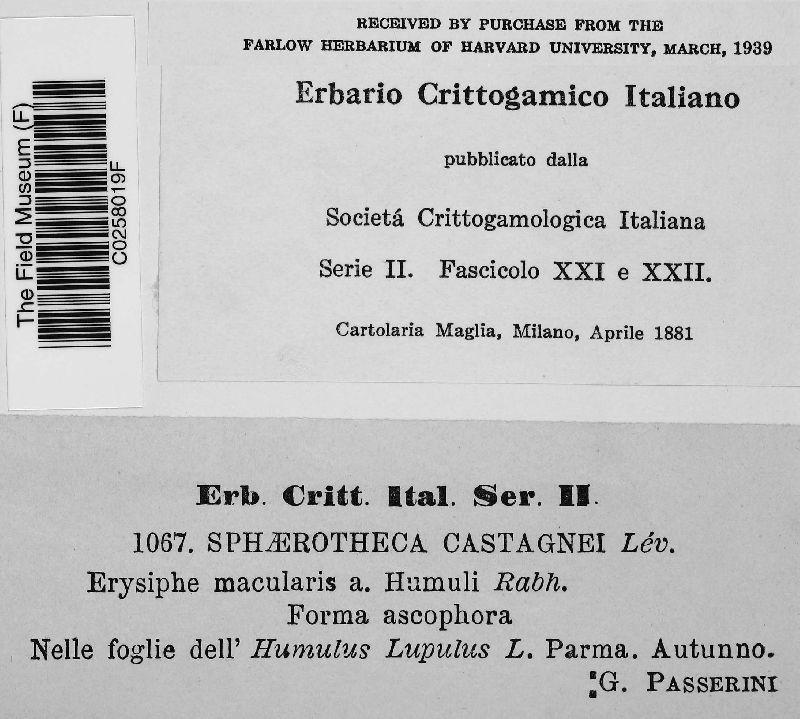 RECEIVED BY PURCHASE FROM THE
FARLOW HERBARIUM OF HARVARD UNIVERSITY, MARCH, 1939
The Field Museum (F)
C0258019F
Erbario Crittogamico Italiano
pubblicato dalla
Societá Crittogamologica Italiana
Serie II. Fascicolo XXI e XXII.
Cartolaria Maglia, Milano, Aprile 1881
Erb. Critt. Ital. Ser. II.
1067. SPHÆROTHECA CASTAGNEI Lév.
Erysiphe macularis a. Humuli Rabh.
Forma ascophora
Nelle foglie dell' Humulus Lupulus L. Parma. Autunno.
G. PASSERINI